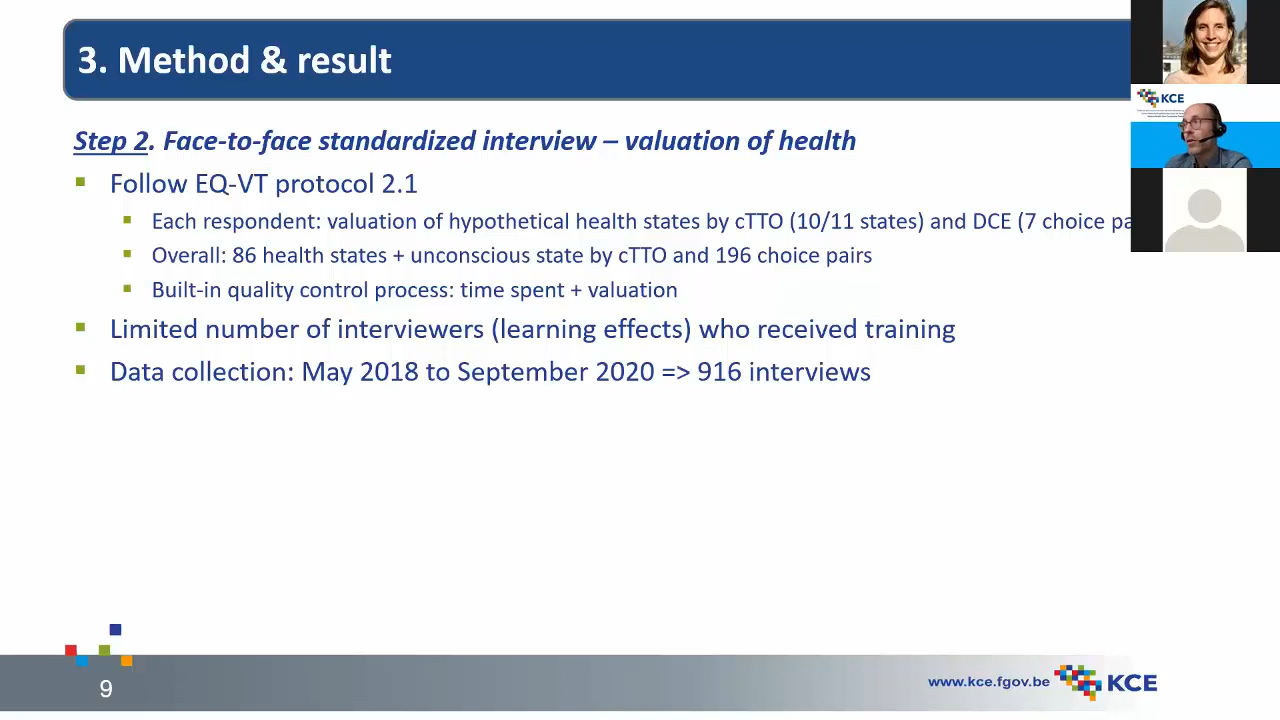 3. Method & result
KCE
Step 2. Face-to-face standardized interview – valuation of health
Follow EQ-VT protocol 2.1
Each respondent: valuation of hypothetical health states by cTTO (10/11 states) and DCE (7 choice pa
Overall: 86 health states + unconscious state by cTTO and 196 choice pairs
Built-in quality control process: time spent + valuation
Limited number of interviewers (learning effects) who received training
Data collection: May 2018 to September 2020 => 916 interviews
9
www.kce.fgov.be
KCE